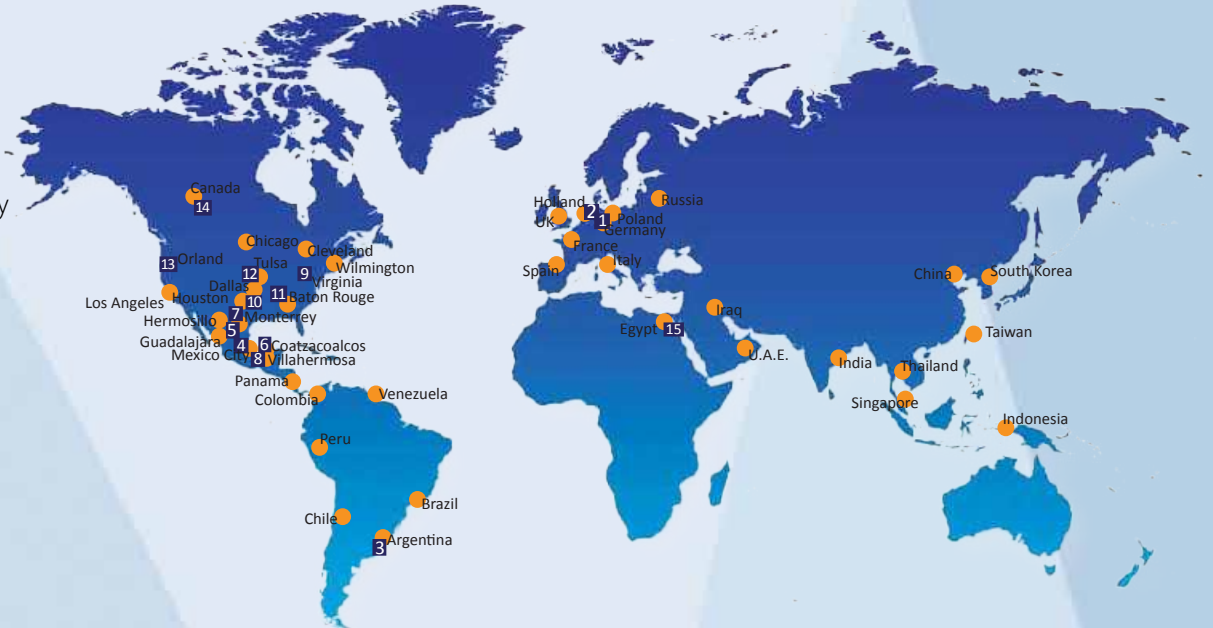 y
Canada
14
Chicago
Cleveland
Wilmington
13
Orland
12
Tulsa
9
Virginia
Dallas
11
Baton Rouge
Los Angeles
Houston
10
7
Monterrey
Hermosillo
5
Guadalajara
4
6
Coatzacoalcos
Mexico City
8
Villahermosa
Panama
Colombia
Venezuela
Peru
Brazil
Chile
Argentina
3
Holland
2
1
UK
Poland
Germany
Russia
France
Spain
Italy
Iraq
Egypt
15
U.A.E.
China
South Korea
Taiwan
India
Thailand
Singapore
Indonesia